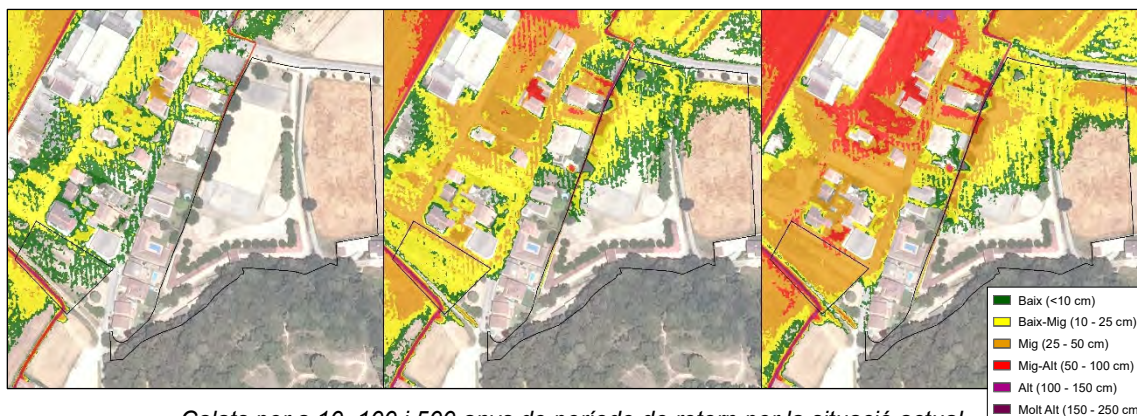 Baix (<10 cm)
Baix-Mig (10 - 25 cm)
Mig (25 - 50 cm)
Mig-Alt (50 - 100 cm)
Alt (100 - 150 cm)
Molt Alt (150 - 250 cm)
Calats per a 10, 100 i 500 anys de període de retorn per la situació actual